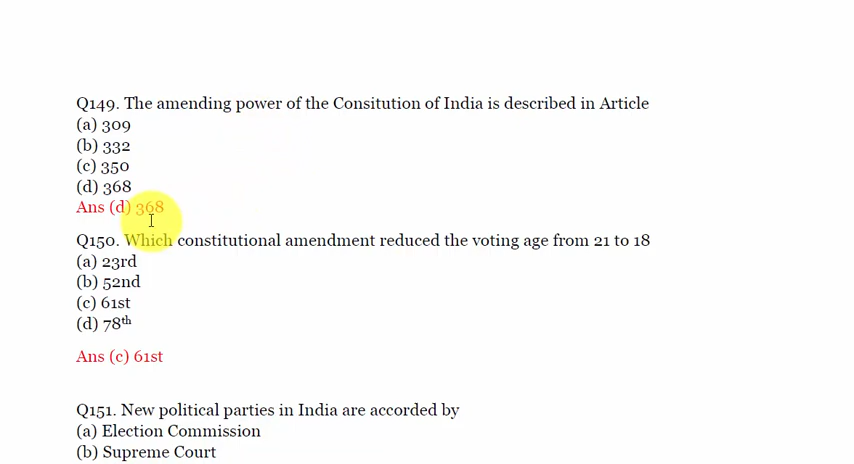 Q149. The amending power of the Consitution of India is described in Article
(a) 309
(b) 332
(c) 350
(d) 368
Ans (d) 368
Q150. Which constitutional amendment reduced the voting age from 21 to 18
(a) 23rd
(b) 52nd
(c) 61st
(d) 78th
Ans (c) 61st
Q151. New political parties in India are accorded by
(a) Election Commission
(b) Supreme Court